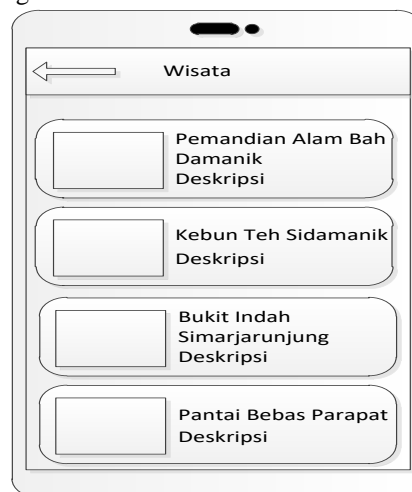 Wisata
Pemandian Alam Bah
Damanik
Deskripsi
Kebun Teh Sidamanik
Deskripsi
Bukit Indah
Simarjarunjung
Deskripsi
Pantai Bebas Parapat
Deskripsi